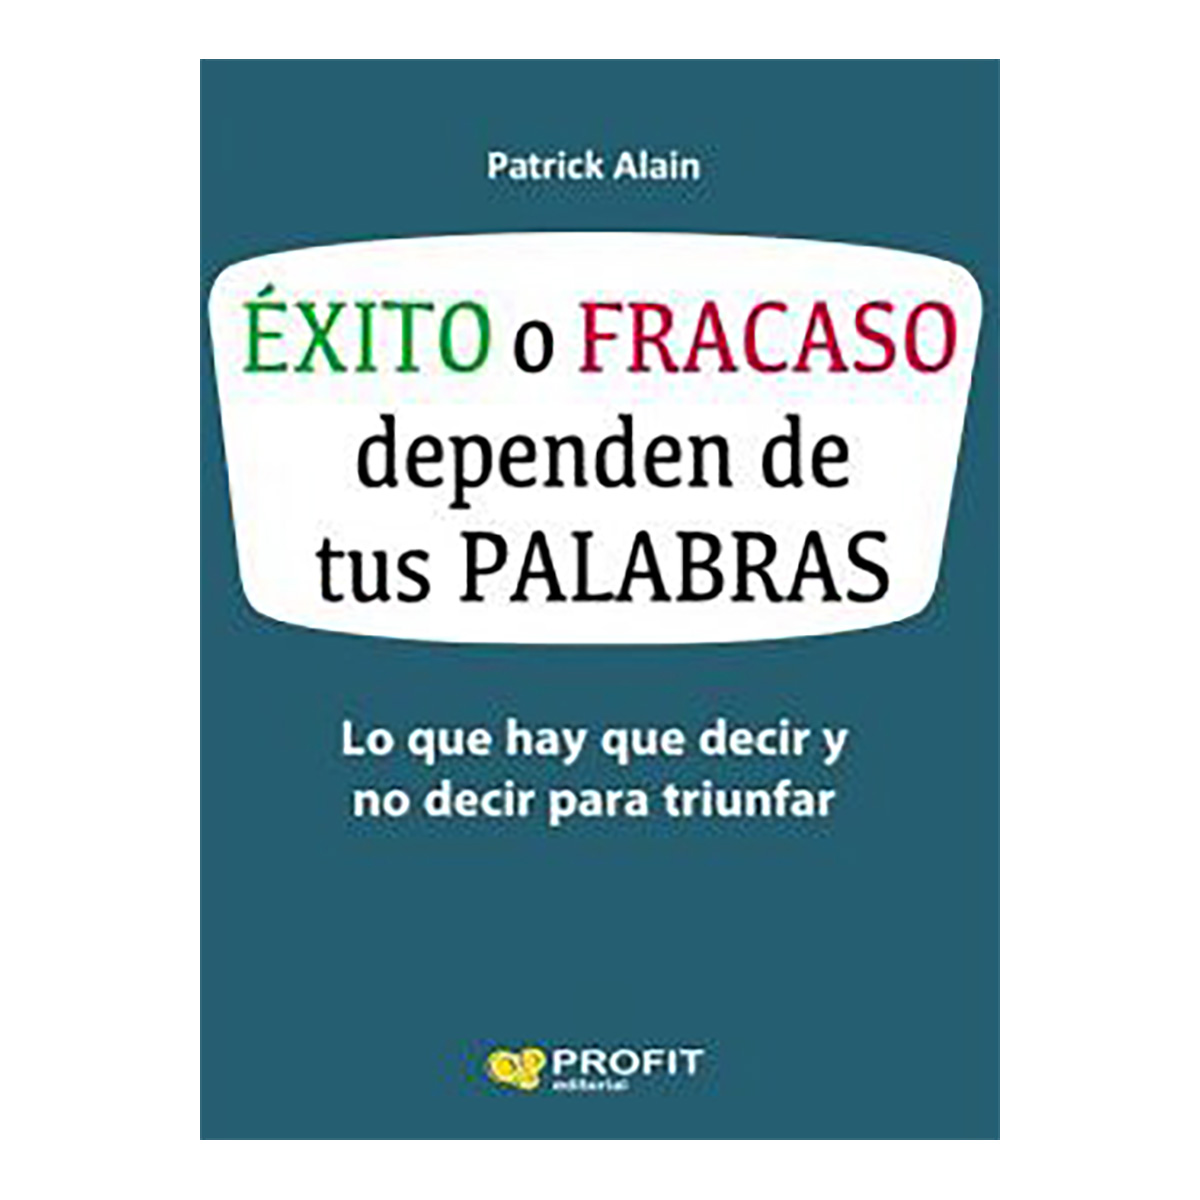 Patrick Alain
ÉXITO o FRACASO
dependen de
tus PALABRAS
Lo que hay que decir y
no decir para triunfar
PROFIT
editorial